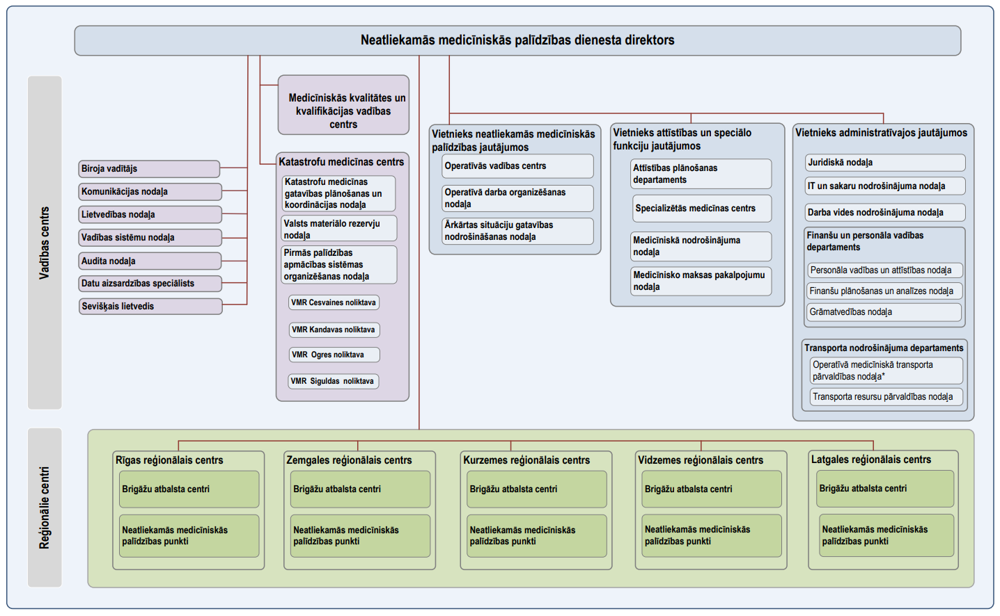 Neatliekamās medicīniskās palīdzības dienesta direktors
Vadības centrs
Medicīniskās kvalitātes un
kvalifikācijas vadības
centrs
Biroja vadītājs
Komunikācijas nodaļa
Lietvedības nodaļa
Vadības sistēmu nodaļa
Audita nodaļa
Datu aizsardzības speciālists
Sevišķais lietvedis
Katastrofu medicīnas centrs
Katastrofu medicīnas
gatavības plānošanas un
koordinācijas nodaļa
Valsts materiālo rezervju
nodaļa
Pirmās palīdzības
apmācības sistēmas
organizēšanas nodaļa
VMR Cesvaines noliktava
VMR Kandavas noliktava
VMR Ogres noliktava
VMR Siguldas noliktava
Vietnieks neatliekamās medicīniskās
palīdzības jautājumos
Operatīvās vadības centrs
Operatīvā darba organizēšanas
nodaļa
Ārkārtas situāciju gatavības
nodrošināšanas nodaļa
Vietnieks attīstības un speciālo
funkciju jautājumos
Attīstības plānošanas
departaments
Specializētās medicīnas centrs
Medicīniskā nodrošinājuma
nodaļa
Medicīnisko maksas pakalpojumu
nodaļa
Vietnieks administratīvajos jautājumos
Juridiskā nodaļa
IT un sakaru nodrošinājuma nodaļa
Darba vides nodrošinājuma nodaļa
Finanšu un personāla vadības
departaments
Personāla vadības un attīstības nodaļa
Finanšu plānošanas un analīzes nodaļa
Grāmatvedības nodaļa
Transporta nodrošinājuma departaments
Operatīvā medicīniskā transporta
pārvaldības nodaļa*
Transporta resursu pārvaldības nodaļa
Reģionālie centri
Rīgas reģionālais centrs
Brigāžu atbalsta centri
Neatliekamās medicīniskās
palīdzības punkti
Zemgales reģionālais centrs
Brigāžu atbalsta centri
Neatliekamās medicīniskās
palīdzības punkti
Kurzemes reģionālais centrs
Brigāžu atbalsta centri
Neatliekamās medicīniskās
palīdzības punkti
Vidzemes reģionālais centrs
Brigāžu atbalsta centri
Neatliekamās medicīniskās
palīdzības punkti
Latgales reģionālais centrs
Brigāžu atbalsta centri
Neatliekamās medicīniskās
palīdzības punkti